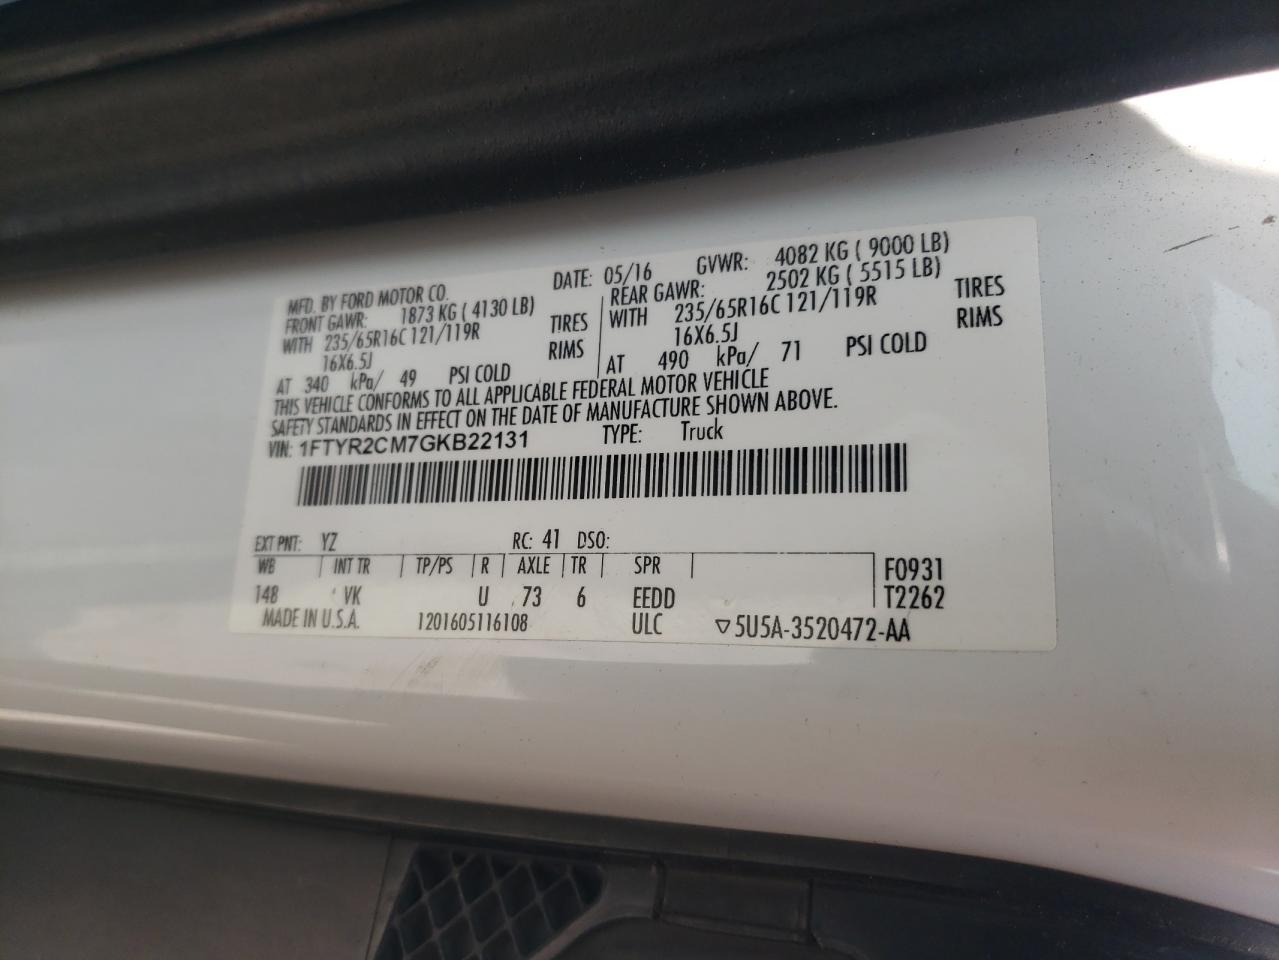 MFD. BY FORD MOTOR CO. DATE: 05/16 GVWR: 4082 KG ( 9000 LB)
FRONT GAWR: 1873 KG ( 4130 LB) REAR GAWR: 2502 KG ( 5515 LB)
WITH 235/65R16C 121/119R TIRES WITH 235/65R16C 121/119R TIRES
16X6.5J RIMS 16X6.5J RIMS
AT 340 kPa/ 49 PSI COLD AT 490 kPa/ 71 PSI COLD
THIS VEHICLE CONFORMS TO ALL APPLICABLE FEDERAL MOTOR VEHICLE
SAFETY STANDARDS IN EFFECT ON THE DATE OF MANUFACTURE SHOWN ABOVE.
VIN: 1FTYR2CM7GKB22131 TYPE: Truck
EXT PNT: YZ RC: 41 DSO:
WB INT TR TP/PS R AXLE TR SPR F0931
148 VK U 73 6 EEDD T2262
MADE IN U.S.A. 1201605116108 ULC ▽5U5A-3520472-AA